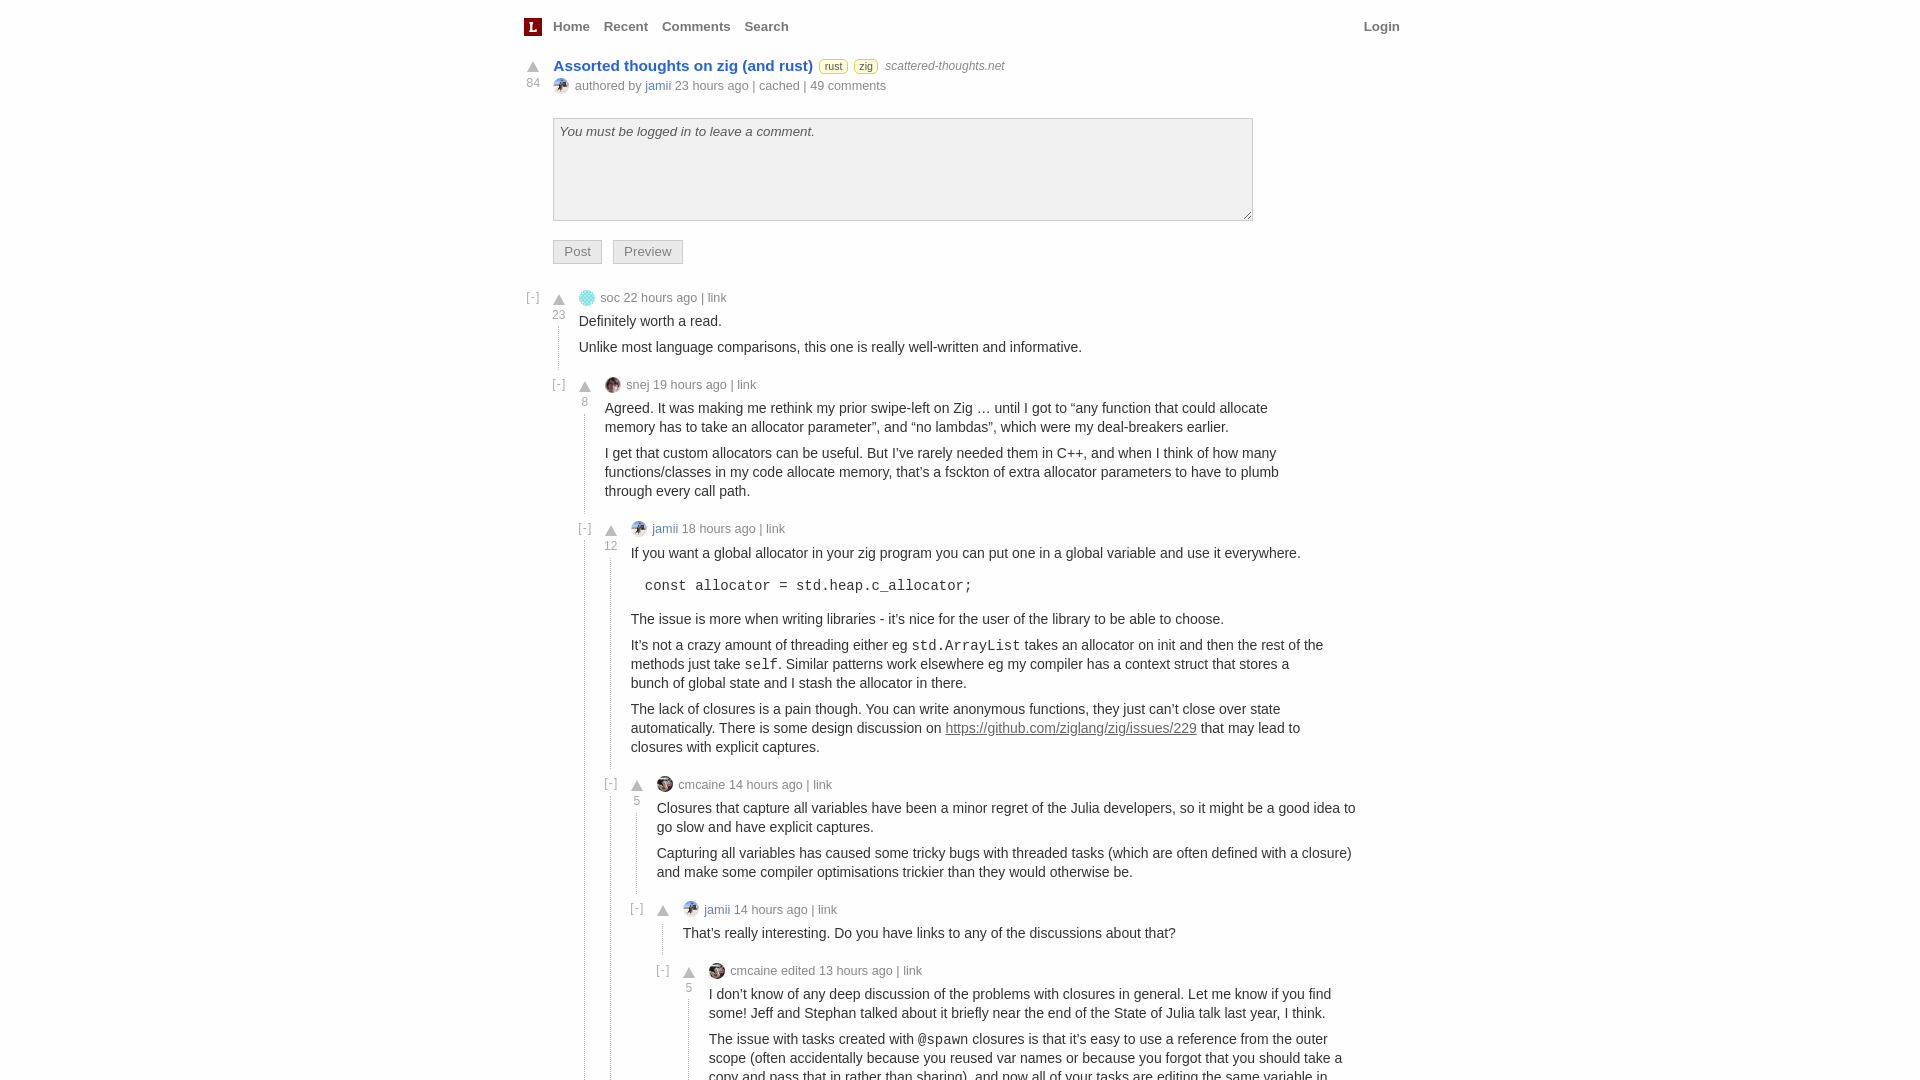 L Home Recent Comments Search Login
Assorted thoughts on zig (and rust) rust zig scattered-thoughts.net
84 authored by jamii 23 hours ago | cached | 49 comments
You must be logged in to leave a comment.
Post Preview
[-] soc 22 hours ago | link
23
Definitely worth a read.
Unlike most language comparisons, this one is really well-written and informative.
[-] snej 19 hours ago | link
8
Agreed. It was making me rethink my prior swipe-left on Zig … until I got to “any function that could allocate
memory has to take an allocator parameter”, and “no lambdas”, which were my deal-breakers earlier.
I get that custom allocators can be useful. But I’ve rarely needed them in C++, and when I think of how many
functions/classes in my code allocate memory, that’s a fsckton of extra allocator parameters to have to plumb
through every call path.
[-] jamii 18 hours ago | link
12
If you want a global allocator in your zig program you can put one in a global variable and use it everywhere.
const allocator = std.heap.c_allocator;
The issue is more when writing libraries - it’s nice for the user of the library to be able to choose.
It’s not a crazy amount of threading either eg std.ArrayList takes an allocator on init and then the rest of the
methods just take self. Similar patterns work elsewhere eg my compiler has a context struct that stores a
bunch of global state and I stash the allocator in there.
The lack of closures is a pain though. You can write anonymous functions, they just can’t close over state
automatically. There is some design discussion on https://github.com/ziglang/zig/issues/229 that may lead to
closures with explicit captures.
[-] cmcaine 14 hours ago | link
5
Closures that capture all variables have been a minor regret of the Julia developers, so it might be a good idea to
go slow and have explicit captures.
Capturing all variables has caused some tricky bugs with threaded tasks (which are often defined with a closure)
and make some compiler optimisations trickier than they would otherwise be.
[-] jamii 14 hours ago | link
That’s really interesting. Do you have links to any of the discussions about that?
[-] cmcaine edited 13 hours ago | link
5
I don’t know of any deep discussion of the problems with closures in general. Let me know if you find
some! Jeff and Stephan talked about it briefly near the end of the State of Julia talk last year, I think.
The issue with tasks created with @spawn closures is that it’s easy to use a reference from the outer
scope (often accidentally because you reused var names or because you forgot that you should take a
copy and pass that in rather than sharing), and now all of your tasks are editing the same variable in